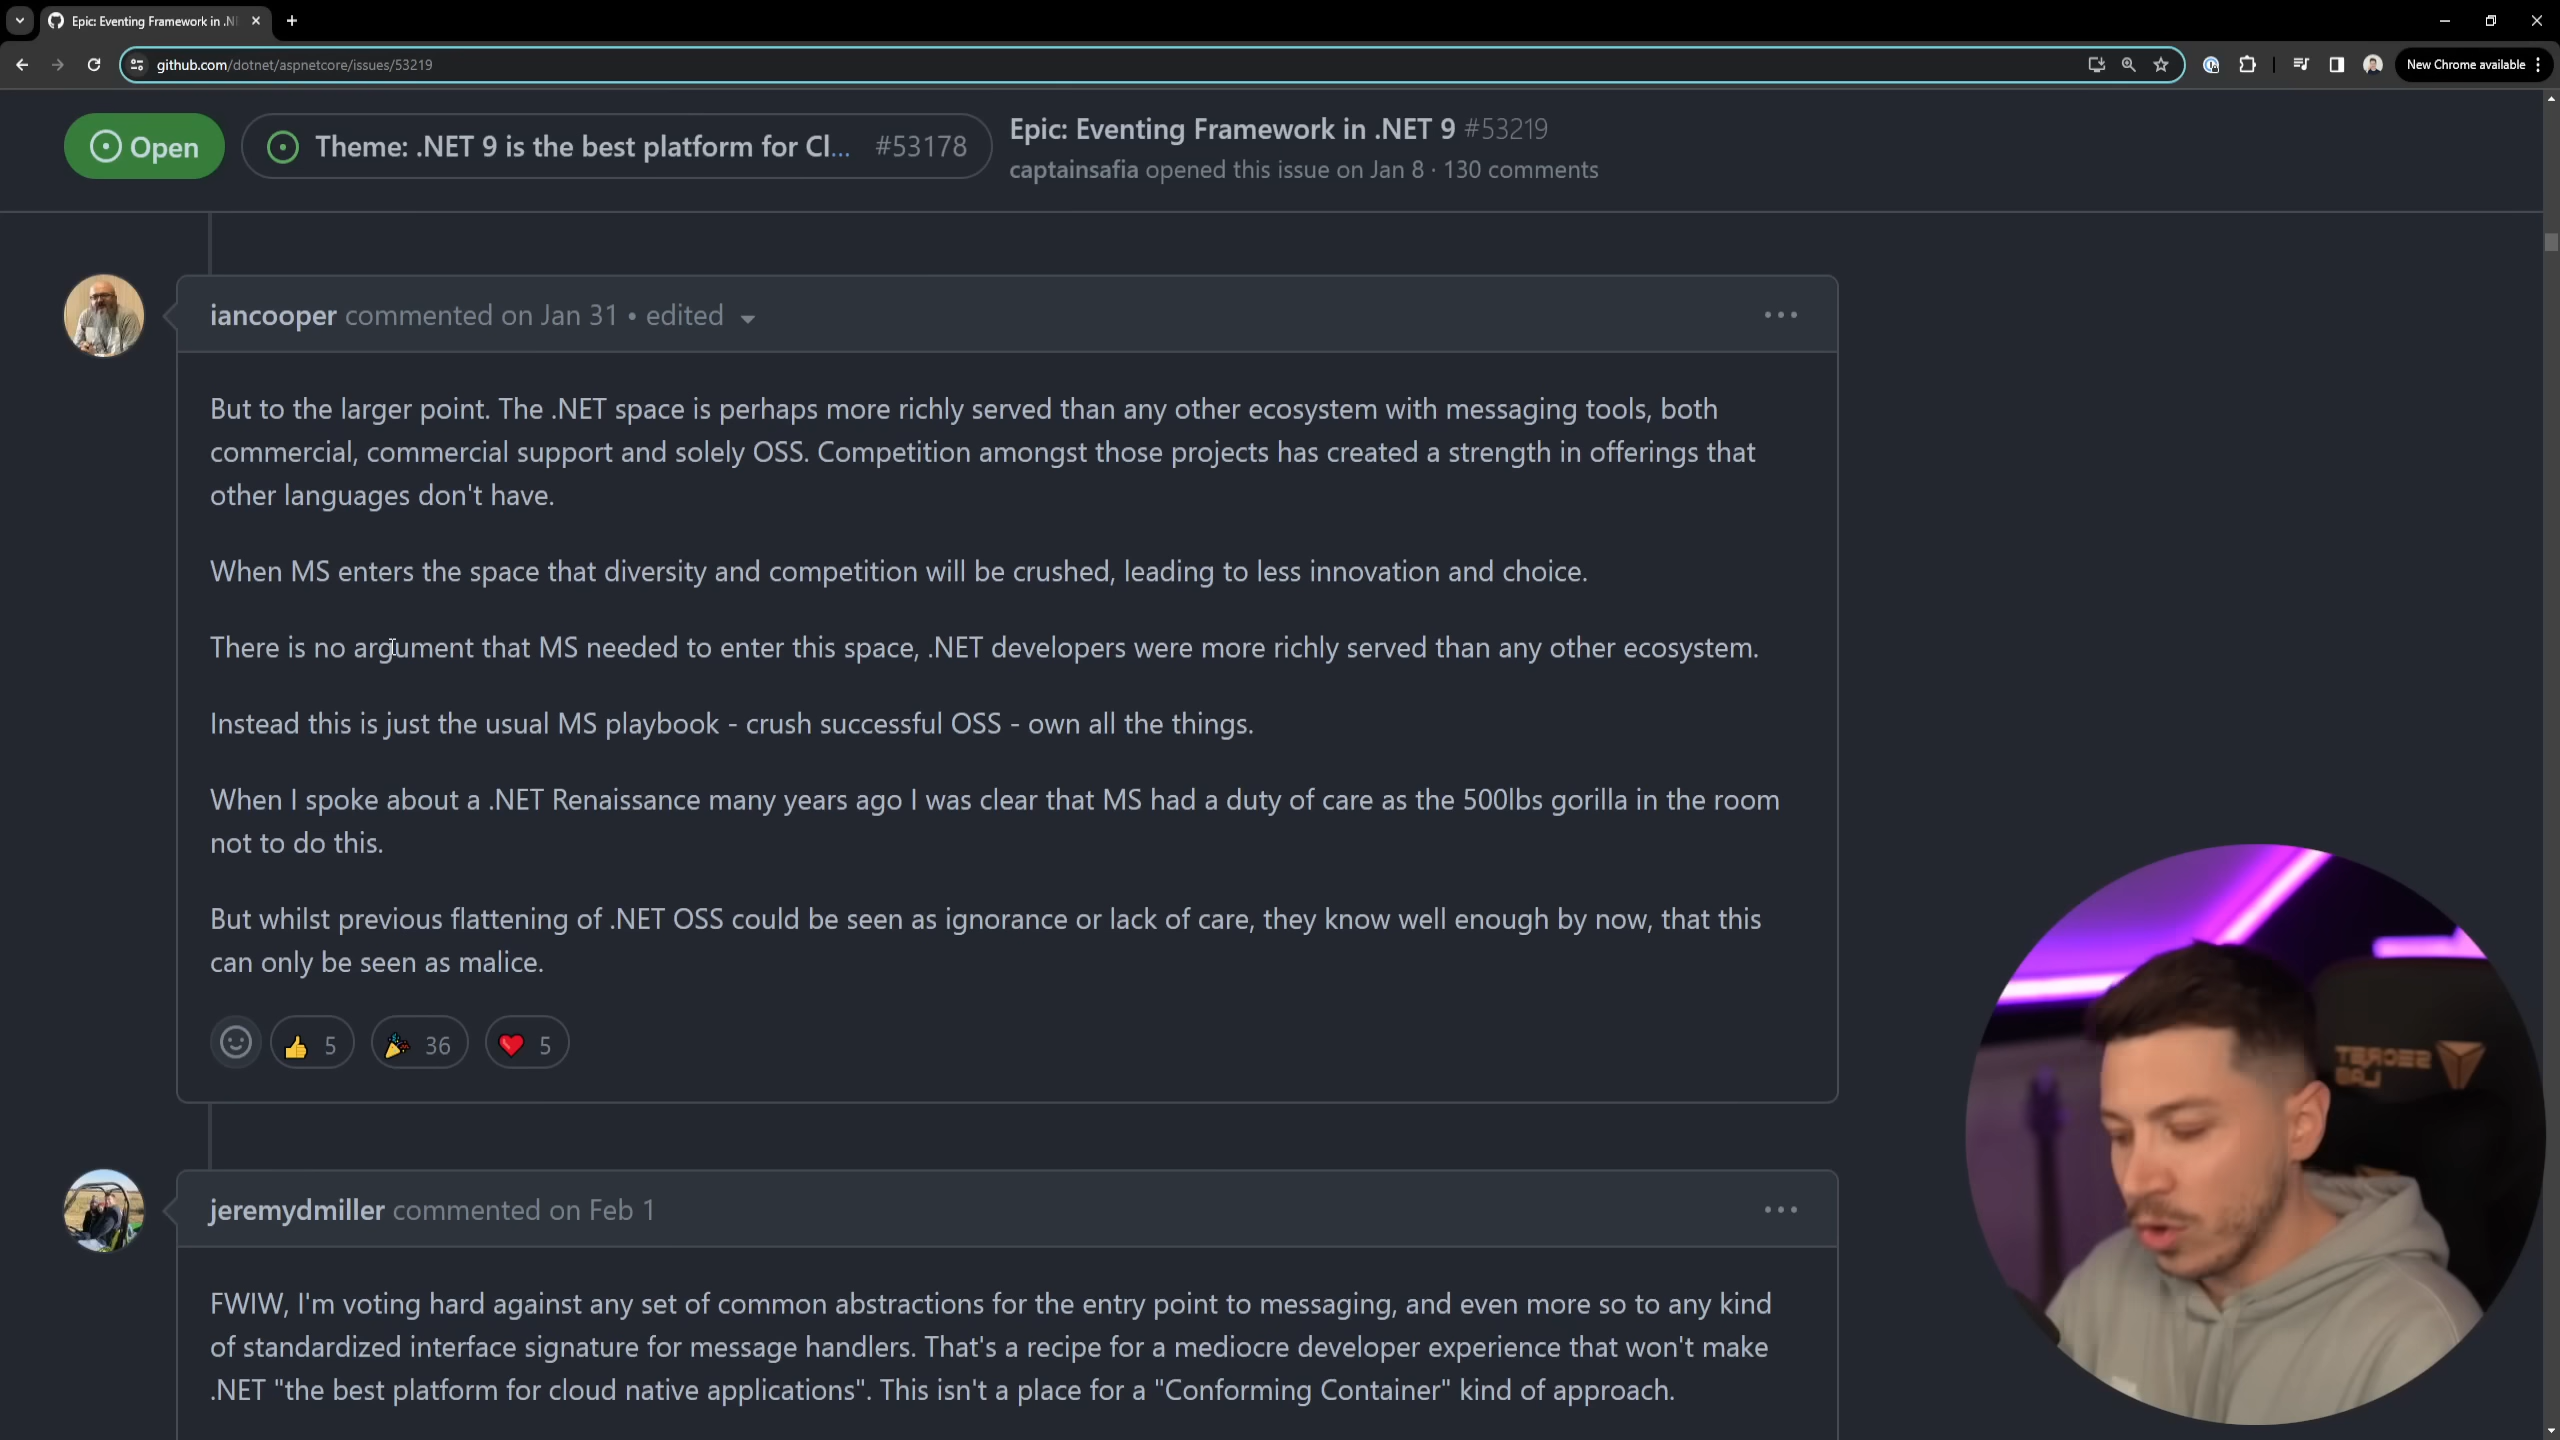 Epic: Eventing Framework in .N
github.com/dotnet/aspnetcore/issues/53219
New Chrome available
Open
Theme: .NET 9 is the best platform for Cl... #53178
Epic: Eventing Framework in .NET 9 #53219
captainsafia opened this issue on Jan 8 · 130 comments
iancooper commented on Jan 31 • edited
But to the larger point. The .NET space is perhaps more richly served than any other ecosystem with messaging tools, both
commercial, commercial support and solely OSS. Competition amongst those projects has created a strength in offerings that
other languages don't have.
When MS enters the space that diversity and competition will be crushed, leading to less innovation and choice.
There is no argument that MS needed to enter this space, .NET developers were more richly served than any other ecosystem.
Instead this is just the usual MS playbook - crush successful OSS - own all the things.
When I spoke about a .NET Renaissance many years ago I was clear that MS had a duty of care as the 500lbs gorilla in the room
not to do this.
But whilst previous flattening of .NET OSS could be seen as ignorance or lack of care, they know well enough by now, that this
can only be seen as malice.
5 36 5
jeremydmiller commented on Feb 1
FWIW, I'm voting hard against any set of common abstractions for the entry point to messaging, and even more so to any kind
of standardized interface signature for message handlers. That's a recipe for a mediocre developer experience that won't make
.NET "the best platform for cloud native applications". This isn't a place for a "Conforming Container" kind of approach.
SECRET
LAB